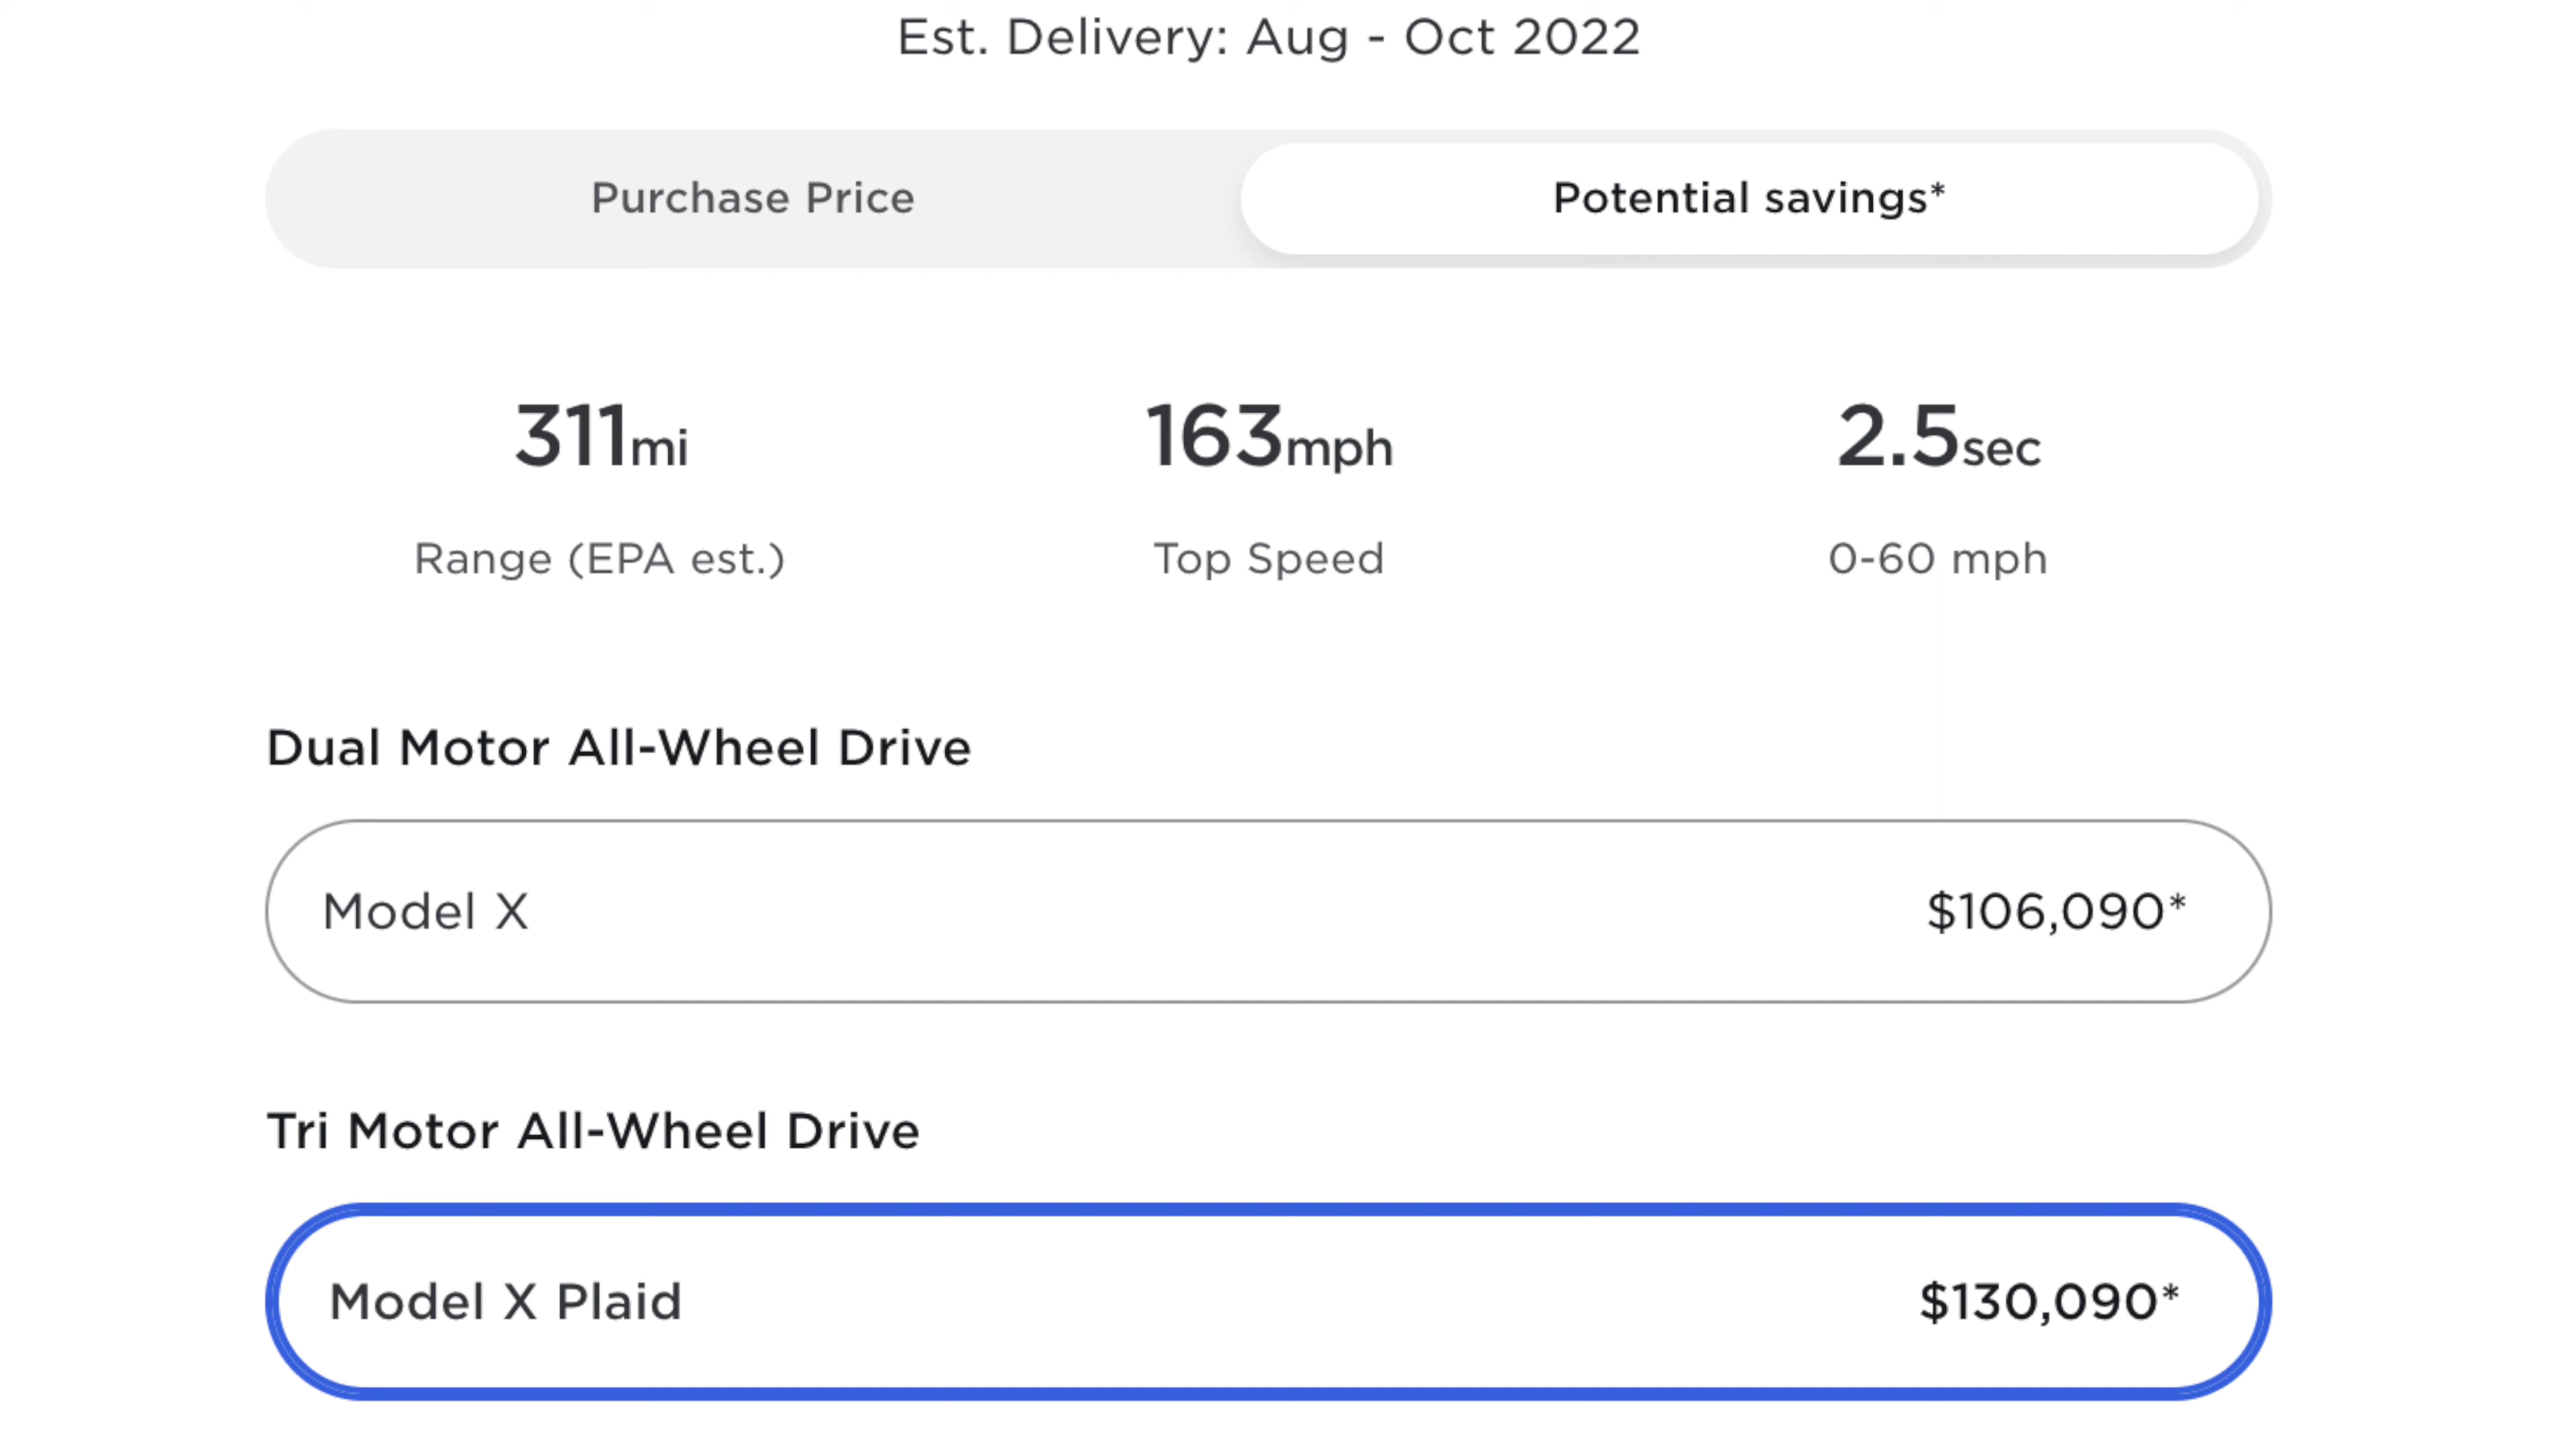 Est. Delivery: Aug - Oct 2022
Purchase Price
Potential savings*
311mi
163mph
2.5sec
Range (EPA est.)
Top Speed
0-60 mph
Dual Motor All-Wheel Drive
Model X
$106,090*
Tri Motor All-Wheel Drive
Model X Plaid
$130,090*